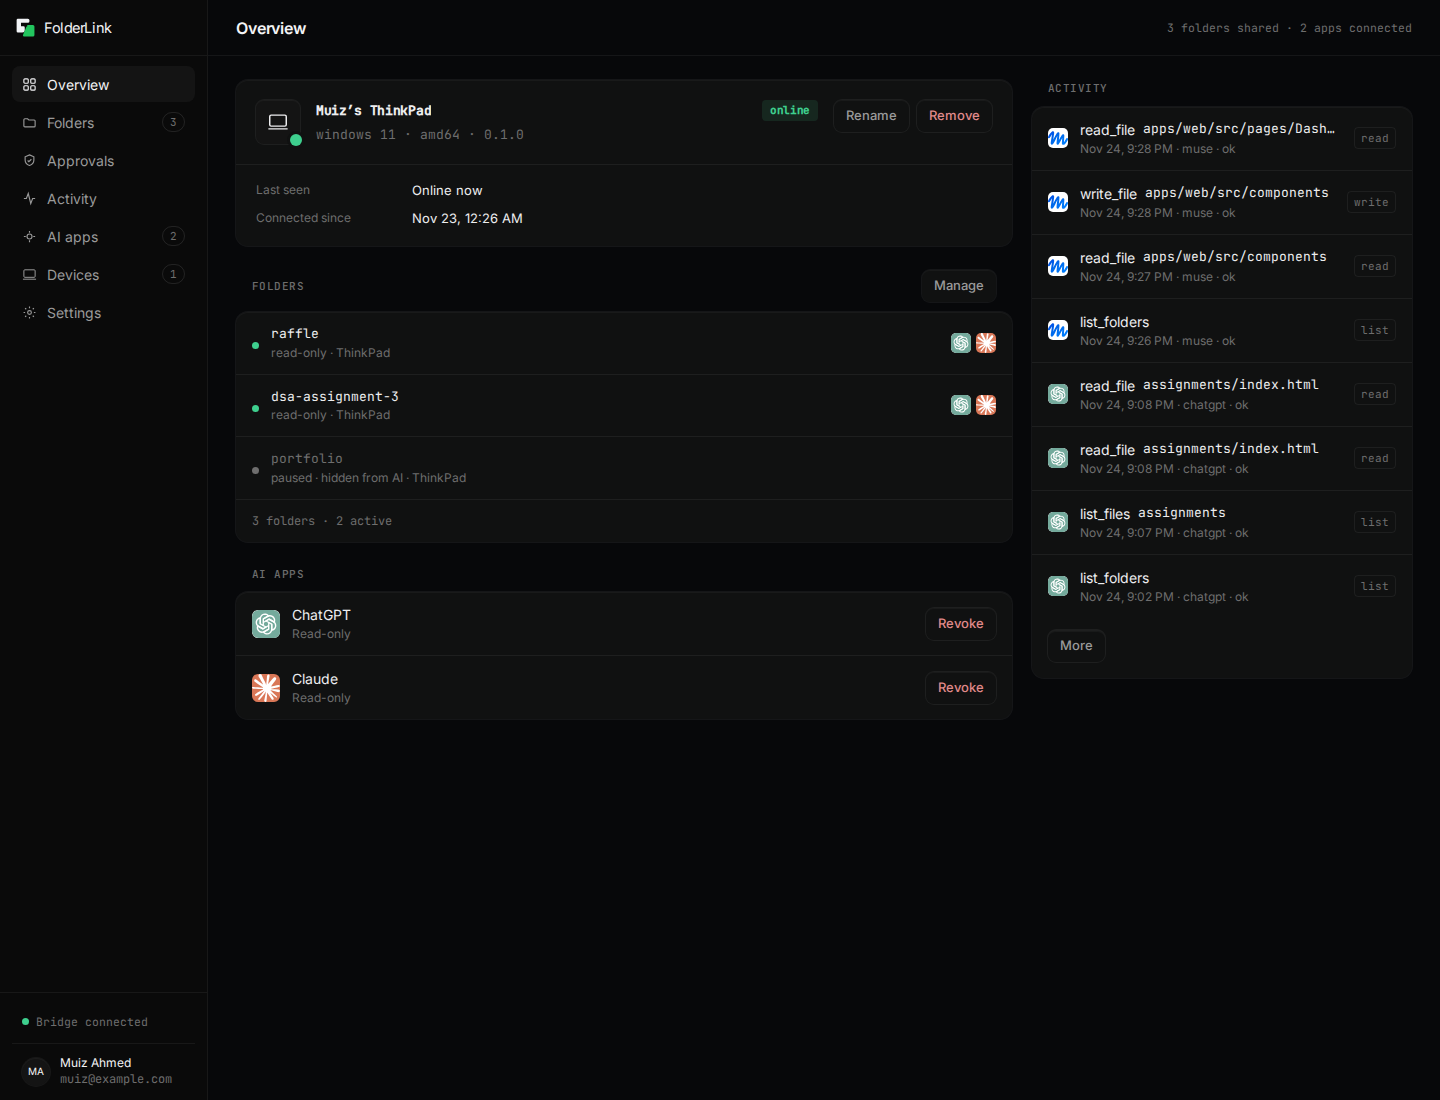 FolderLink
Overview
Folders 3
Approvals
Activity
AI apps 2
Devices 1
Settings
Bridge connected
MA
Muiz Ahmed
muiz@example.com
Overview
3 folders shared · 2 apps connected
Muiz’s ThinkPad
windows 11 · amd64 · 0.1.0
online
Rename
Remove
Last seen Online now
Connected since Nov 23, 12:26 AM
FOLDERS
Manage
raffle
read-only · ThinkPad
dsa-assignment-3
read-only · ThinkPad
portfolio
paused · hidden from AI · ThinkPad
3 folders · 2 active
AI APPS
ChatGPT
Read-only
Revoke
Claude
Read-only
Revoke
ACTIVITY
read_file apps/web/src/pages/Dash…
Nov 24, 9:28 PM · muse · ok
read
write_file apps/web/src/components
Nov 24, 9:28 PM · muse · ok
write
read_file apps/web/src/components
Nov 24, 9:27 PM · muse · ok
read
list_folders
Nov 24, 9:26 PM · muse · ok
list
read_file assignments/index.html
Nov 24, 9:08 PM · chatgpt · ok
read
read_file assignments/index.html
Nov 24, 9:08 PM · chatgpt · ok
read
list_files assignments
Nov 24, 9:07 PM · chatgpt · ok
list
list_folders
Nov 24, 9:02 PM · chatgpt · ok
list
More